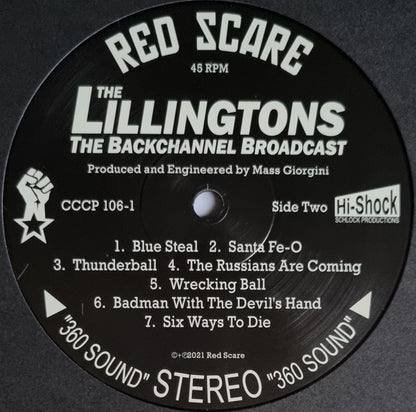 RED SCARE
45 RPM
THE
LILLINGTONS
THE BACKCHANNEL BROADCAST
Produced and Engineered by Mass Giorgini
CCCP 106-1
Side Two
Hi-Shock
SCHLOCK PRODUCTIONS
1. Blue Steal 2. Santa Fe-O
3. Thunderball 4. The Russians Are Coming
5. Wrecking Ball
6. Badman With The Devil's Hand
7. Six Ways To Die
©+℗2021 Red Scare
"360 SOUND" STEREO "360 SOUND"